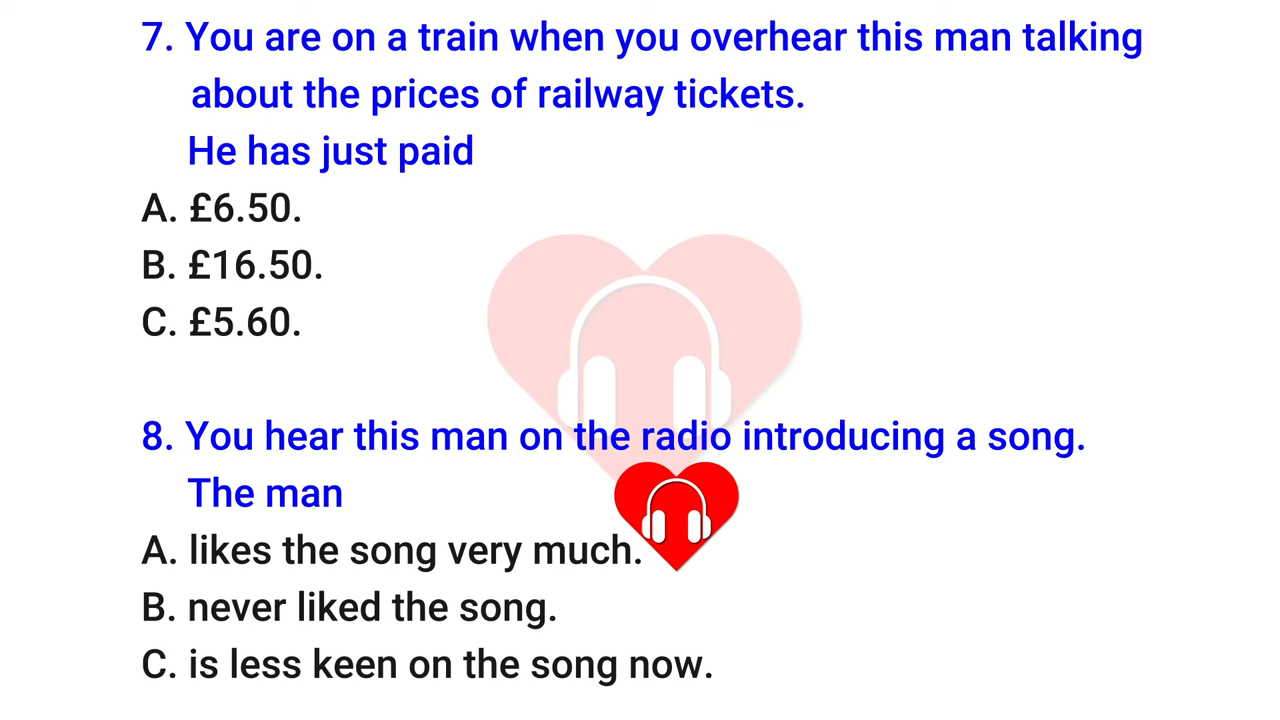 7. You are on a train when you overhear this man talking
about the prices of railway tickets.
He has just paid
A. £6.50.
B. £16.50.
C. £5.60.
8. You hear this man on the radio introducing a song.
The man
A. likes the song very much.
B. never liked the song.
C. is less keen on the song now.